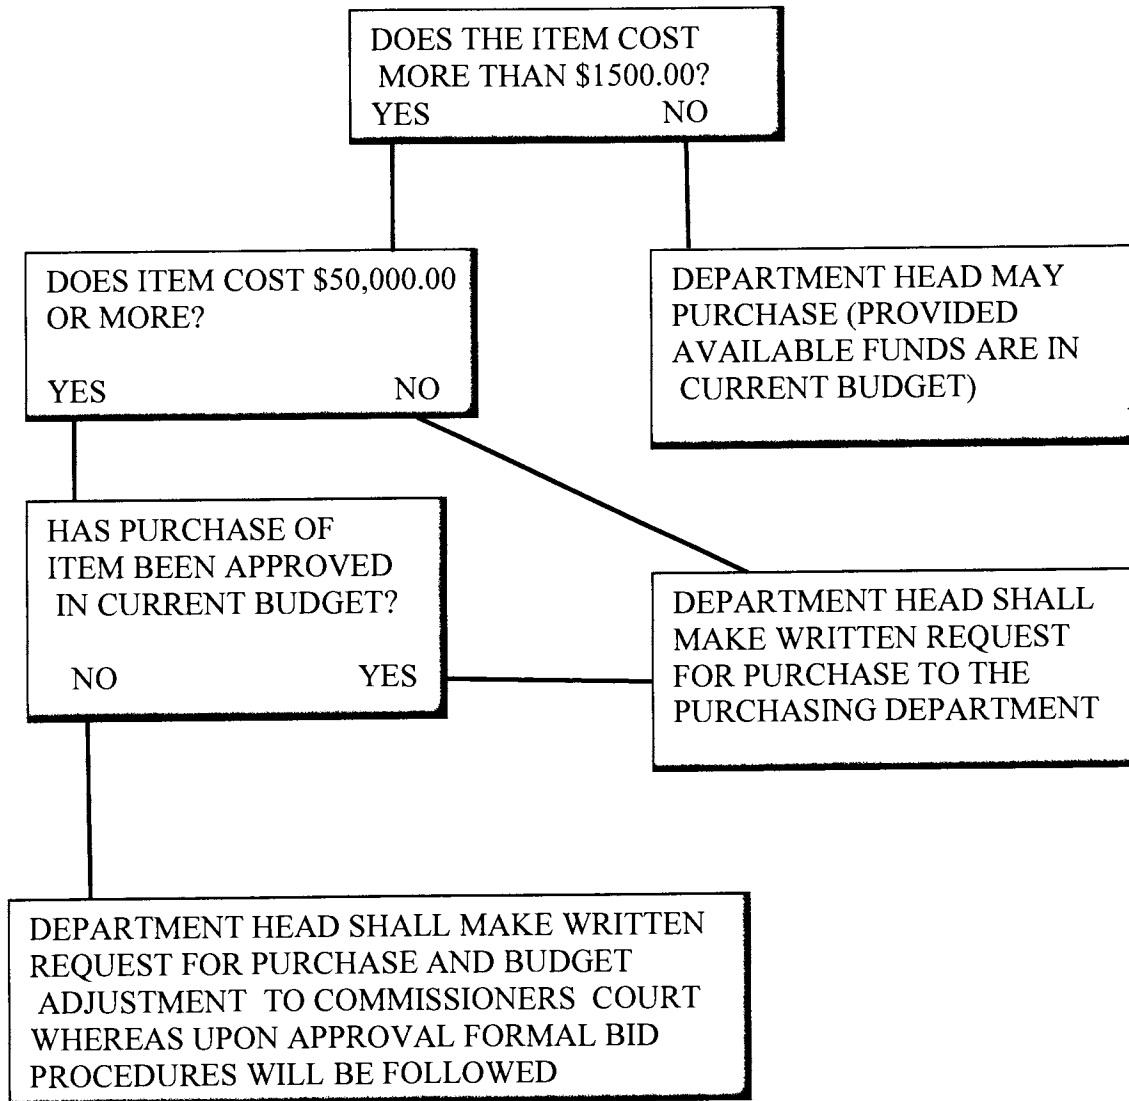 DOES THE ITEM COST
MORE THAN $1500.00?
YES NO
DOES ITEM COST $50,000.00
OR MORE?
YES NO
DEPARTMENT HEAD MAY
PURCHASE (PROVIDED
AVAILABLE FUNDS ARE IN
CURRENT BUDGET)
HAS PURCHASE OF
ITEM BEEN APPROVED
IN CURRENT BUDGET?
NO YES
DEPARTMENT HEAD SHALL
MAKE WRITTEN REQUEST
FOR PURCHASE TO THE
PURCHASING DEPARTMENT
DEPARTMENT HEAD SHALL MAKE WRITTEN
REQUEST FOR PURCHASE AND BUDGET
ADJUSTMENT TO COMMISSIONERS COURT
WHEREAS UPON APPROVAL FORMAL BID
PROCEDURES WILL BE FOLLOWED